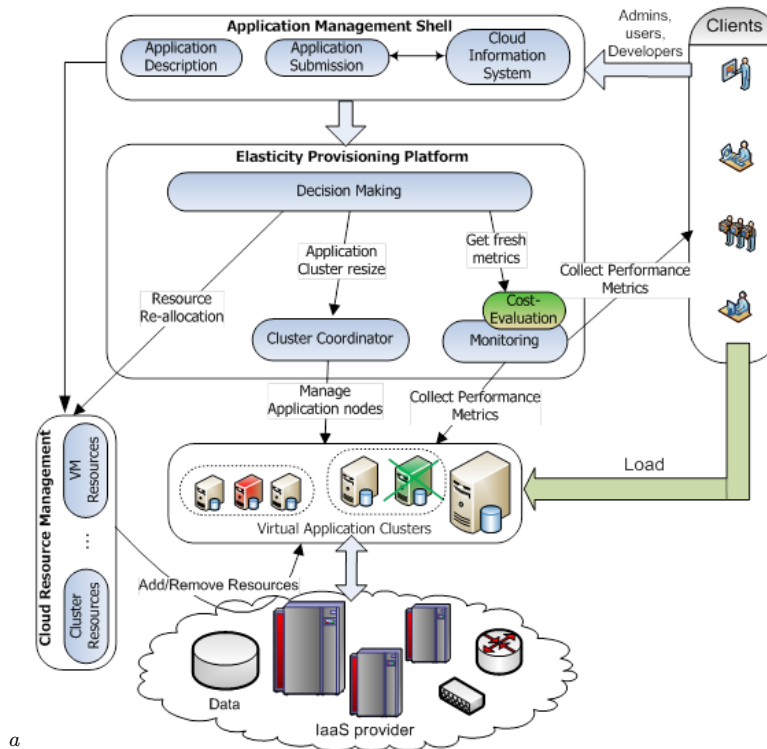 Application Management Shell
Application
Description
Application
Submission
Cloud
Information
System
Admins,
users,
Developers
Clients
Elasticity Provisioning Platform
Decision Making
Application
Cluster resize
Get fresh
metrics
Resource
Re-allocation
Collect Performance
Metrics
Cost-
Evaluation
Cluster Coordinator
Monitoring
Manage
Application nodes
Collect Performance
Metrics
Cloud Resource Management
VM
Resources
...
Cluster
Resources
Load
Virtual Application Clusters
Add/Remove Resources
Data
IaaS provider
a